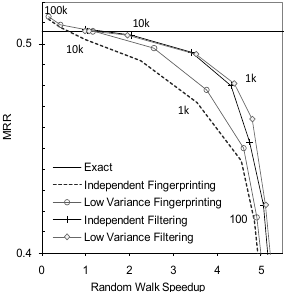 100k
10k
0.5
10k
1k
1k
MRR
Exact
Independent Fingerprinting
Low Variance Fingerprinting
Independent Filtering
Low Variance Filtering
100
0.4
0 1 2 3 4 5
Random Walk Speedup